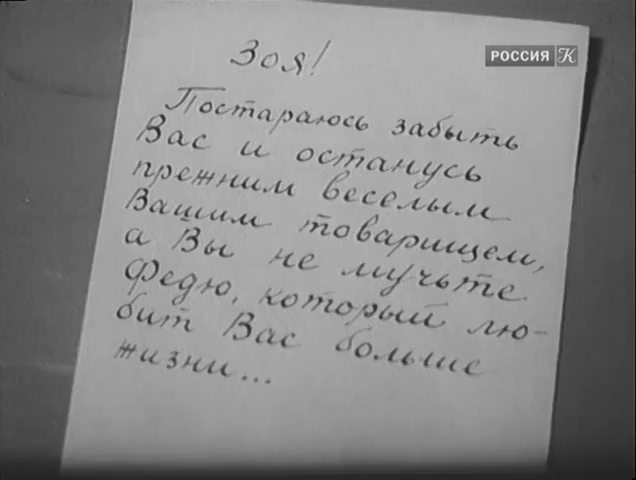 РОССИЯ К
Зоя!
Постараюсь забыть
Вас и останусь
прежним веселым
Вашим товарищем,
а Вы не мучьте
Федю, который лю-
бит Вас больше
жизни...